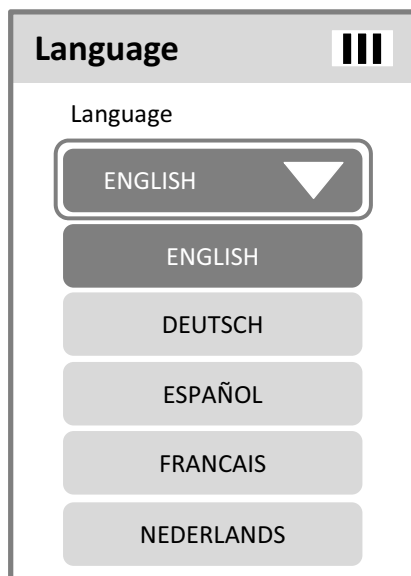 Language
Language
ENGLISH
ENGLISH
DEUTSCH
ESPAÑOL
FRANCAIS
NEDERLANDS